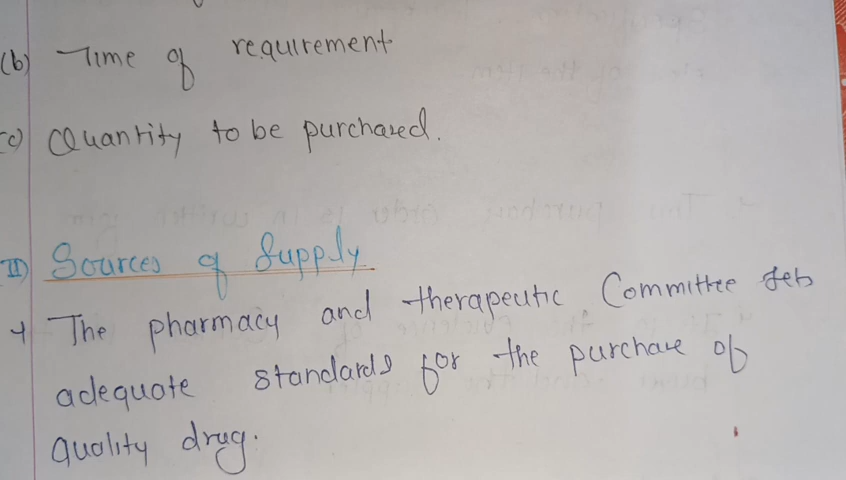 (b) Time of requirement
c) Quantity to be purchased.
II) Sources of Supply
+ The pharmacy and therapeutic Committee sets
adequate standards for the purchase of
quality drug.